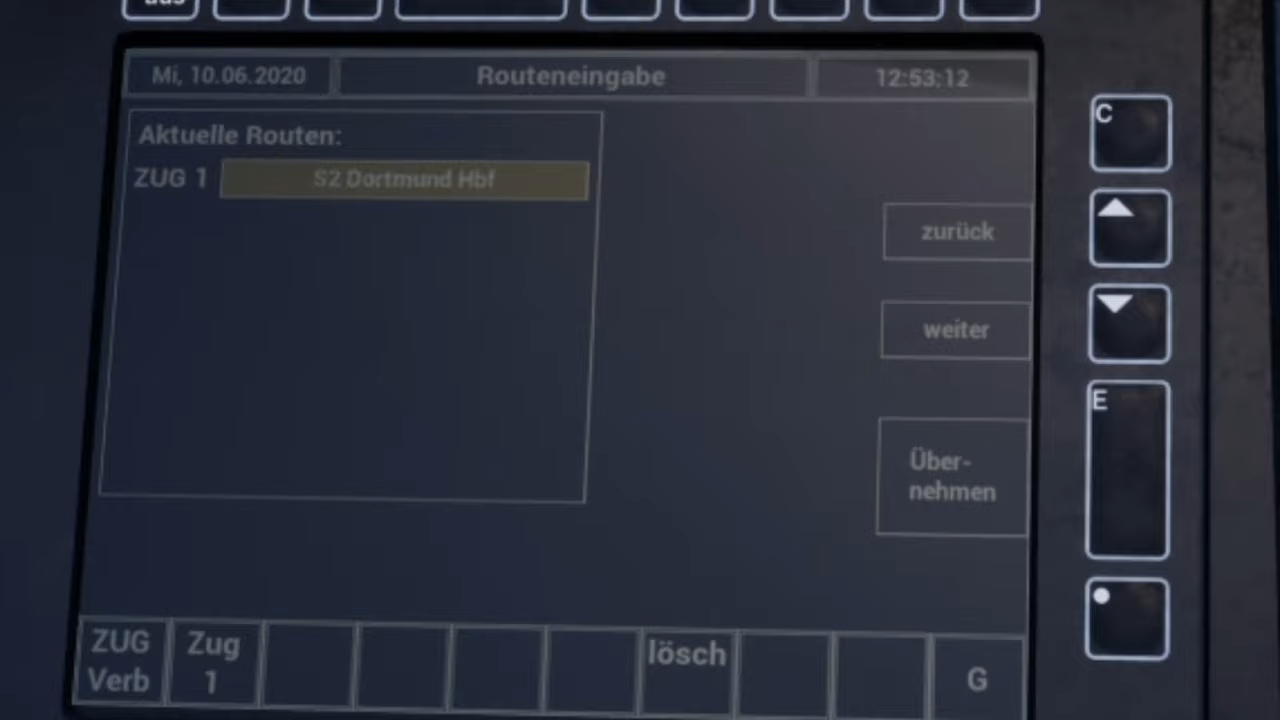 aus
Mi, 10.06.2020
Routeneingabe
12:53:12
Aktuelle Routen:
ZUG 1
S2 Dortmund Hbf
zurück
weiter
Über-
nehmen
C
E
ZUG
Verb
Zug
1
lösch
G